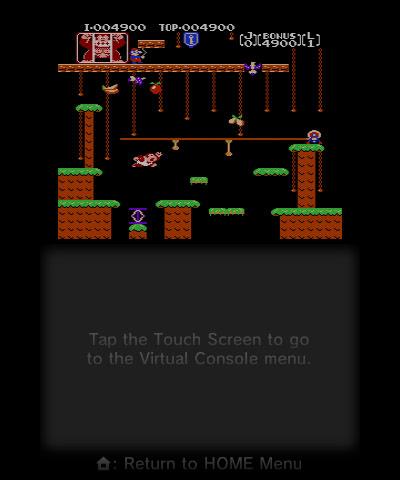 I-004900 TOP-004900
[J][BONUS][L]
0[4900][1]
Tap the Touch Screen to go
to the Virtual Console menu.
: Return to HOME Menu